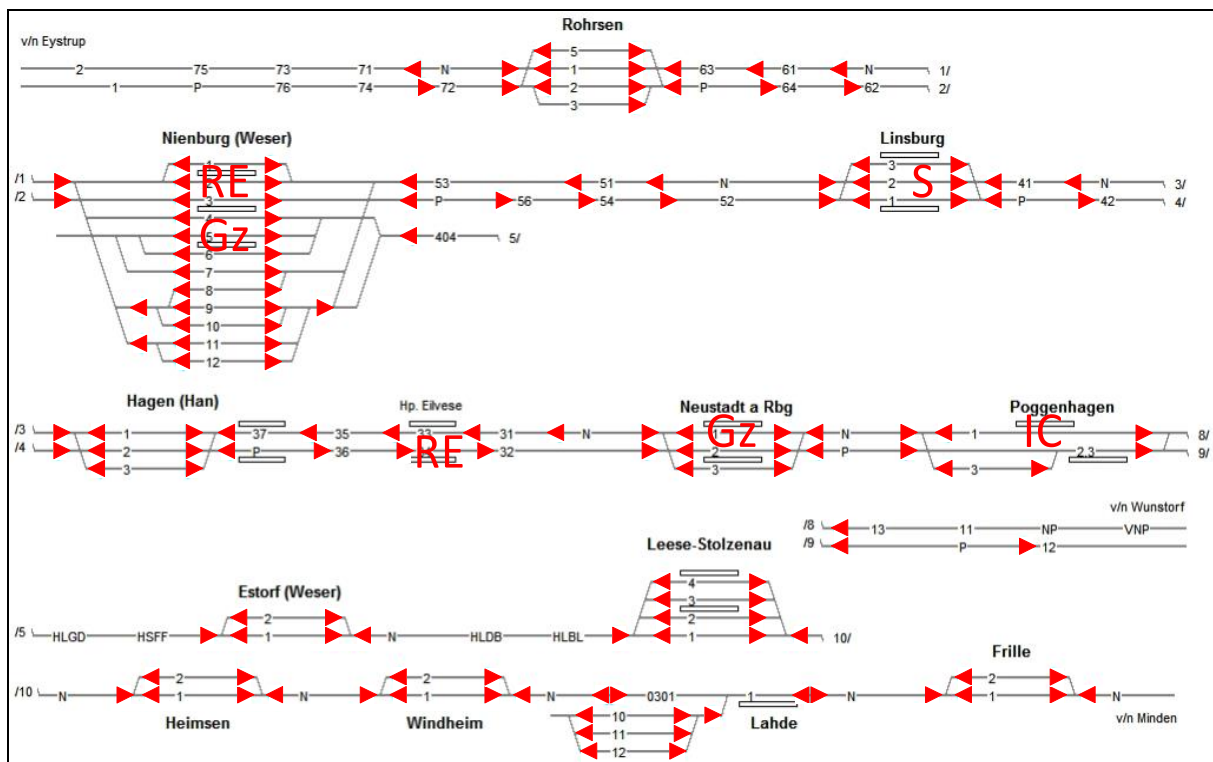 Rohrsen
v/n Eystrup
5
2 75 73 71 N 1 63 61 N 1/
1 P 76 74 72 2 P 64 62 2/
3
Nienburg (Weser) Linsburg
1 3
/1 2 RE 53 51 N 2 S 41 N 3/
/2 3 P 56 54 52 1 P 42 4/
4
5 Gz 404 5/
6
7
8
9
10
11
12
Hagen (Han) Hp. Eilvese Neustadt a Rbg Poggenhagen
/3 1 37 35 33 31 N 1 Gz N 1 IC 8/
/4 2 P 36 RE 32 2 P 2.3 9/
3 3 3
v/n Wunstorf
/8 13 11 NP VNP
/9 P 12
Leese-Stolzenau
4
Estorf (Weser) 3
2 2
/5 HLGD HSFF 1 N HLDB HLBL 1 10/
Frille
2 2 2
/10 N 1 N 1 N 0301 1 N 1 N
Heimsen Windheim 10 Lahde v/n Minden
11
12